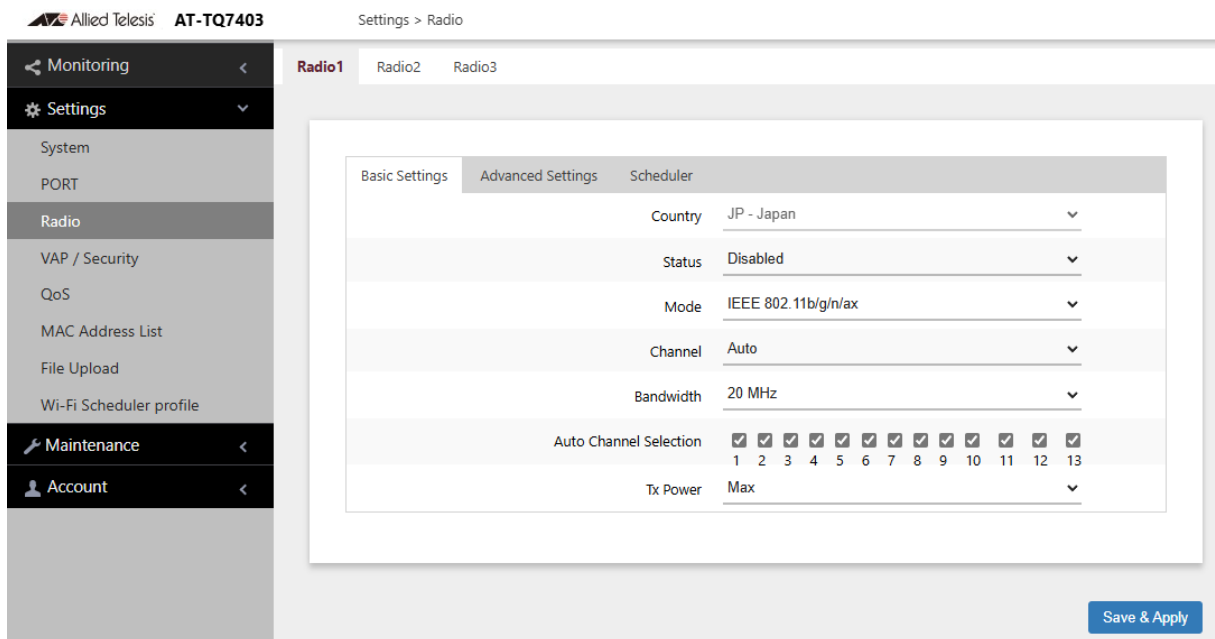 Allied Telesis AT-TQ7403 Settings > Radio
Monitoring
Radio1 Radio2 Radio3
Settings
System
PORT
Radio
VAP / Security
QoS
MAC Address List
File Upload
Wi-Fi Scheduler profile
Maintenance
Account
Basic Settings Advanced Settings Scheduler
Country JP - Japan
Status Disabled
Mode IEEE 802.11b/g/n/ax
Channel Auto
Bandwidth 20 MHz
Auto Channel Selection
1 2 3 4 5 6 7 8 9 10 11 12 13
Tx Power Max
Save & Apply